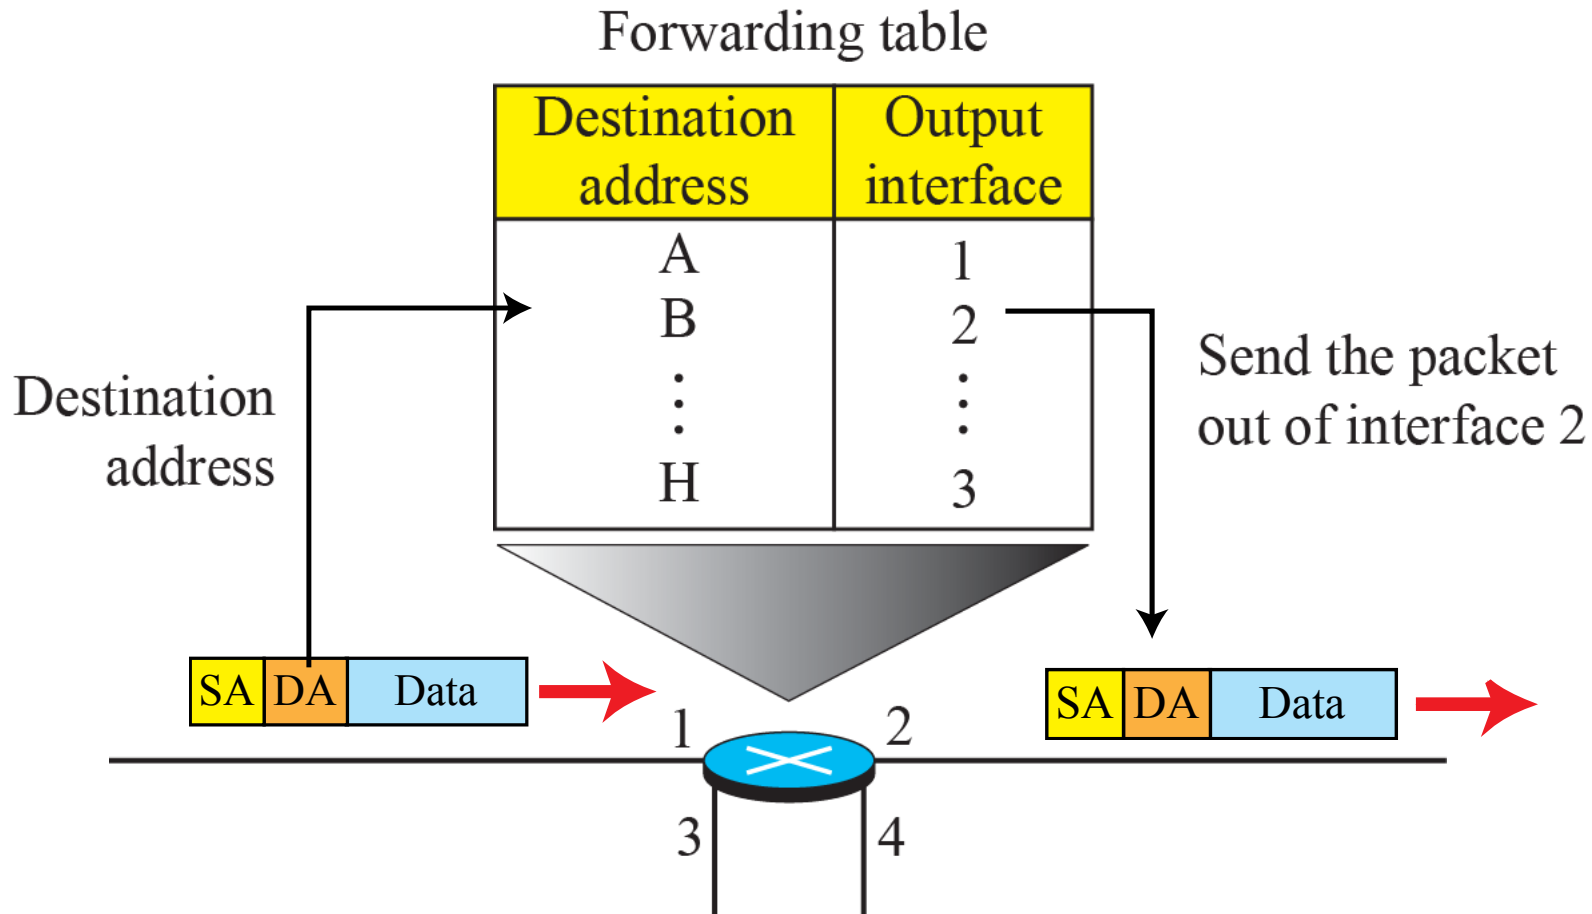 Forwarding table
Destination address
Output interface
A 1
B 2
⋮ ⋮
H 3
Destination
address
Send the packet
out of interface 2
SA DA Data
SA DA Data
1 2
3 4